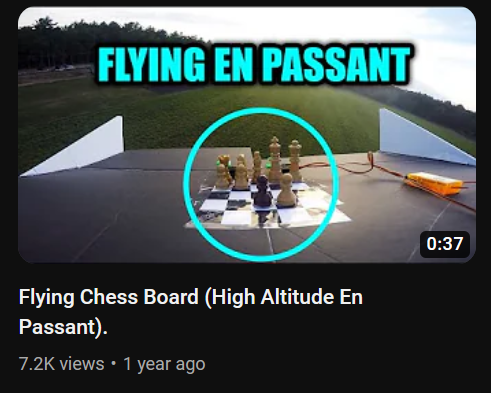 FLYING EN PASSANT
0:37
Flying Chess Board (High Altitude En
Passant).
7.2K views • 1 year ago